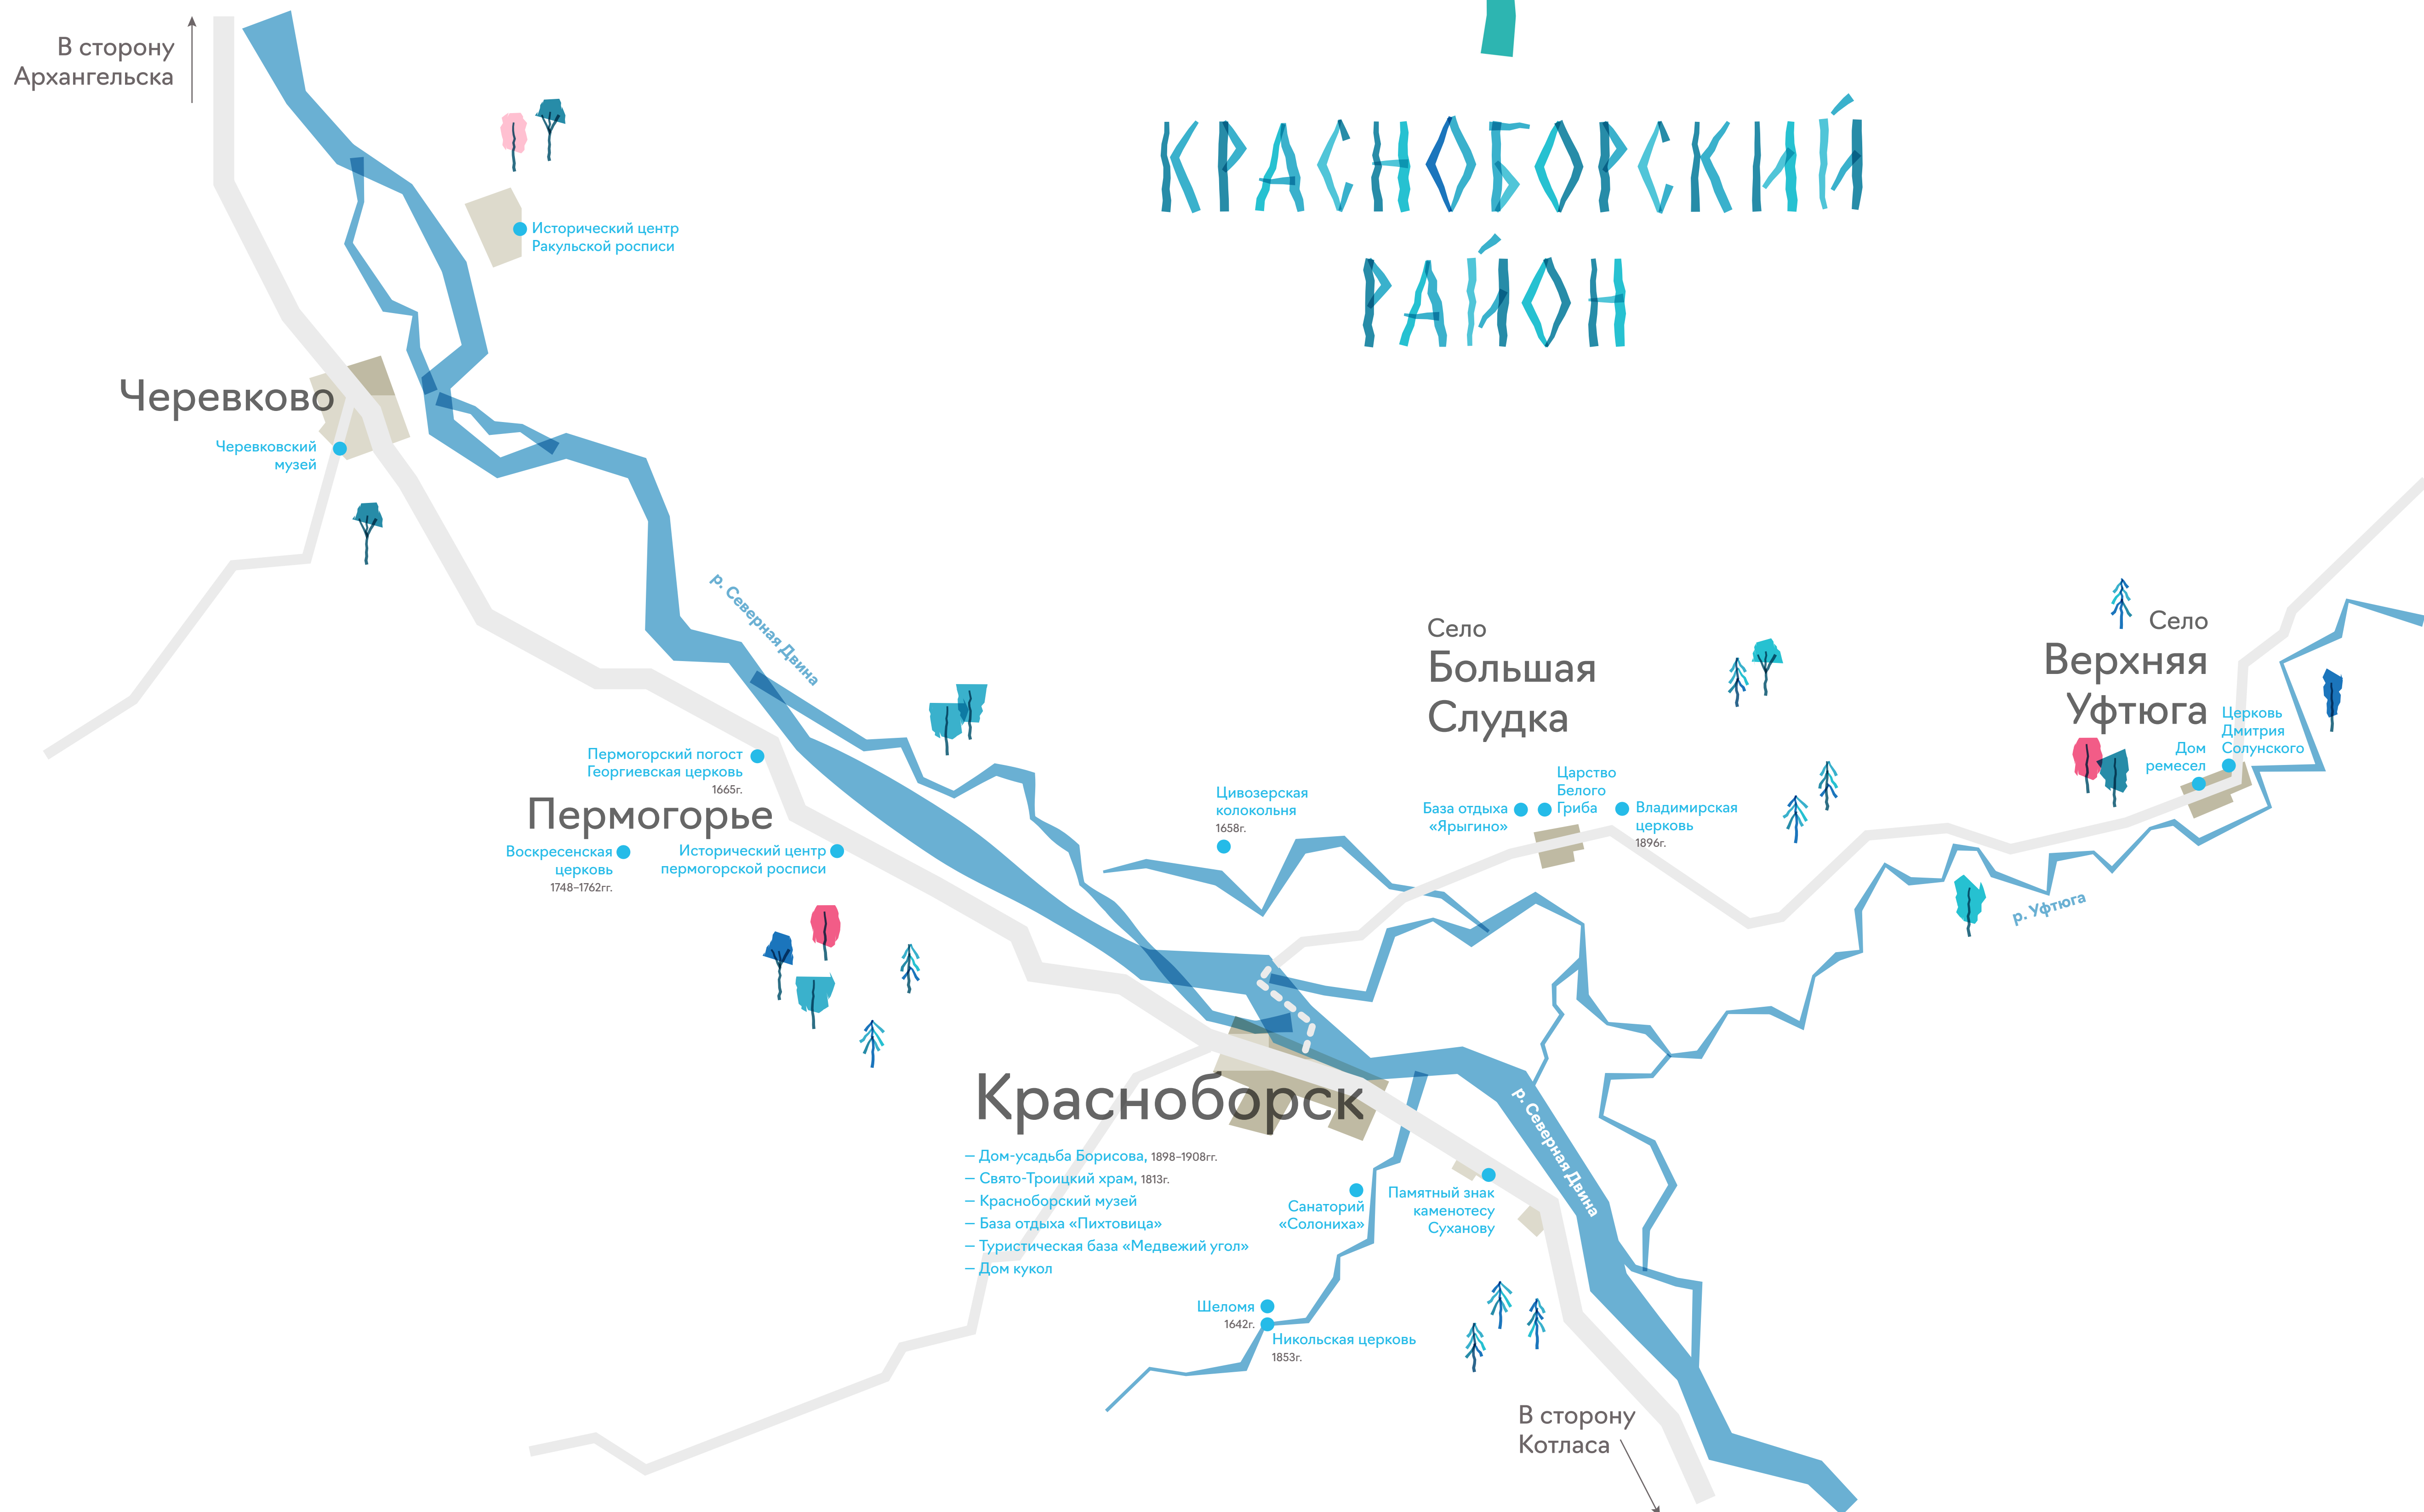 В сторону
Архангельска
КРАСНОБОРСКИЙ
РАЙОН
Исторический центр
Ракульской росписи
Черевково
Черевковский
музей
р. Северная Двина
Село
Большая
Слудка
Село
Верхняя
Уфтюга
Церковь
Дмитрия
Солунского
Дом
ремесел
Пермогорский погост
Георгиевская церковь
1665г.
Пермогорье
Воскресенская
церковь
1748–1762гг.
Исторический центр
пермогорской росписи
Цивозерская
колокольня
1658г.
База отдыха
«Ярыгино»
Царство
Белого
Гриба
Владимирская
церковь
1896г.
р. Уфтюга
Красноборск
– Дом-усадьба Борисова, 1898–1908гг.
– Свято-Троицкий храм, 1813г.
– Красноборский музей
– База отдыха «Пихтовица»
– Туристическая база «Медвежий угол»
– Дом кукол
р. Северная Двина
Санаторий
«Солониха»
Памятный знак
каменотесу
Суханову
Шеломя
1642г.
Никольская церковь
1853г.
В сторону
Котласа